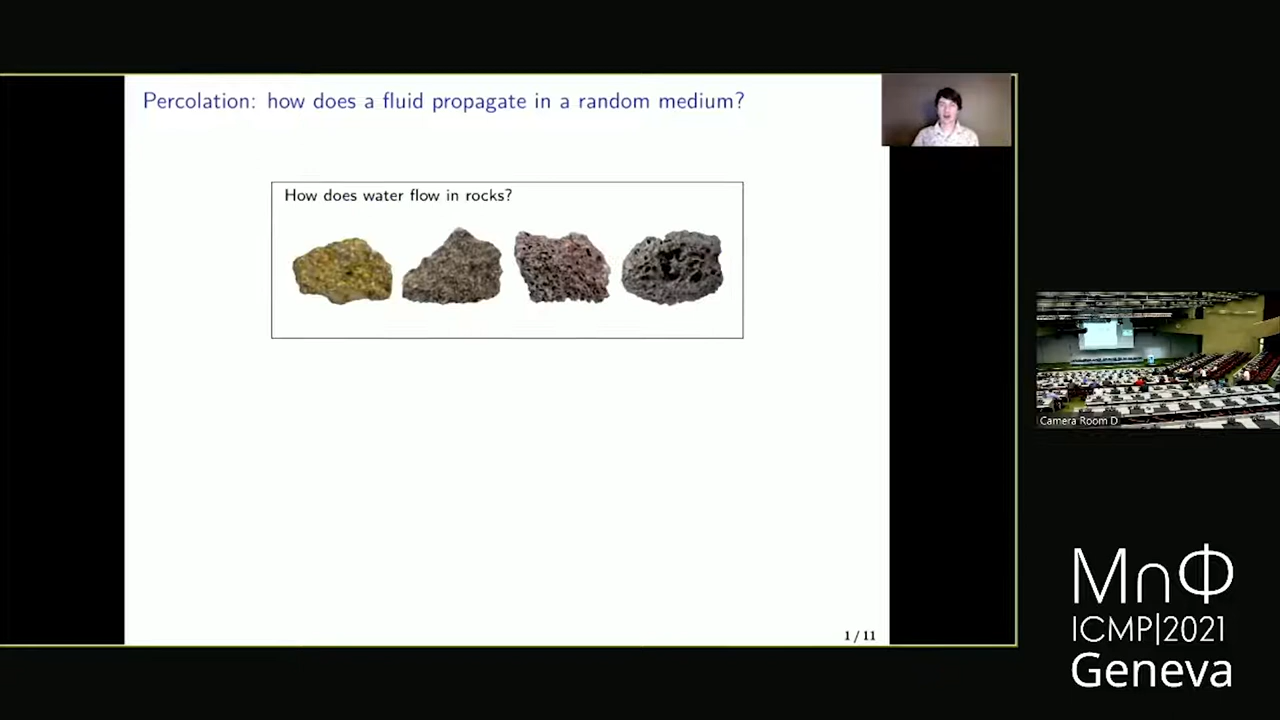 Percolation: how does a fluid propagate in a random medium?
How does water flow in rocks?
1 / 11
Camera Room D
M∩Φ
ICMP|2021
Geneva